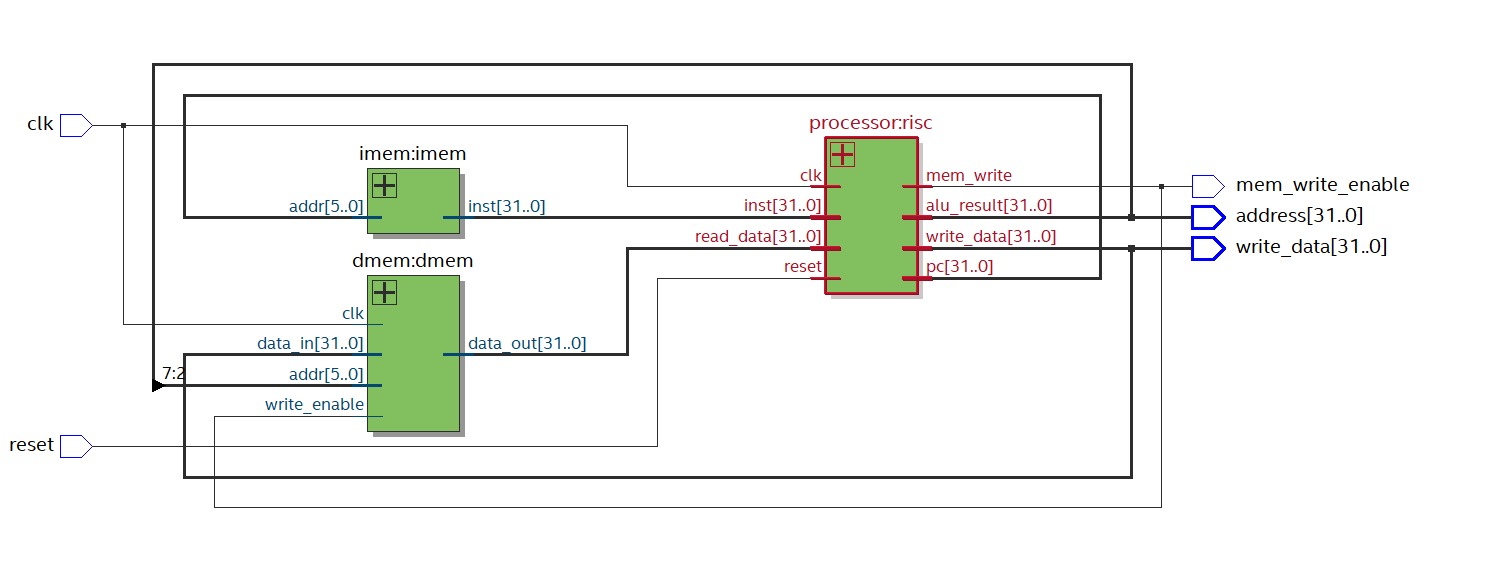 processor:risc
clk
imem:imem
clk
mem_write
mem_write_enable
addr[5..0]
inst[31..0]
inst[31..0]
alu_result[31..0]
address[31..0]
read_data[31..0]
write_data[31..0]
write_data[31..0]
dmem:dmem
reset
pc[31..0]
clk
data_in[31..0]
data_out[31..0]
7:2
addr[5..0]
write_enable
reset